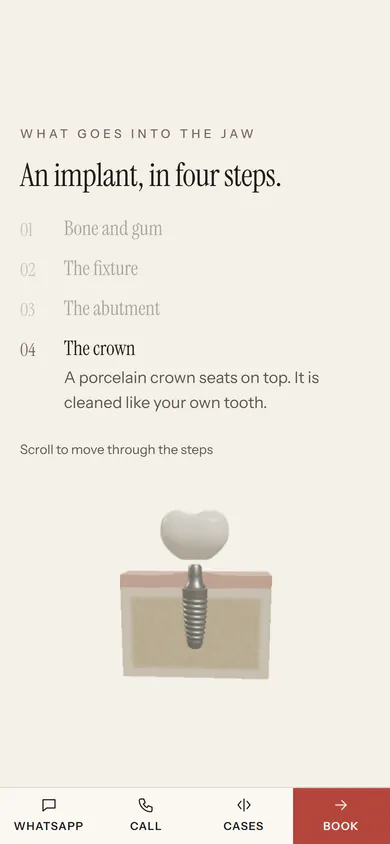 WHAT GOES INTO THE JAW
An implant, in four steps.
01 Bone and gum
02 The fixture
03 The abutment
04 The crown
A porcelain crown seats on top. It is
cleaned like your own tooth.
Scroll to move through the steps
WHATSAPP CALL CASES BOOK